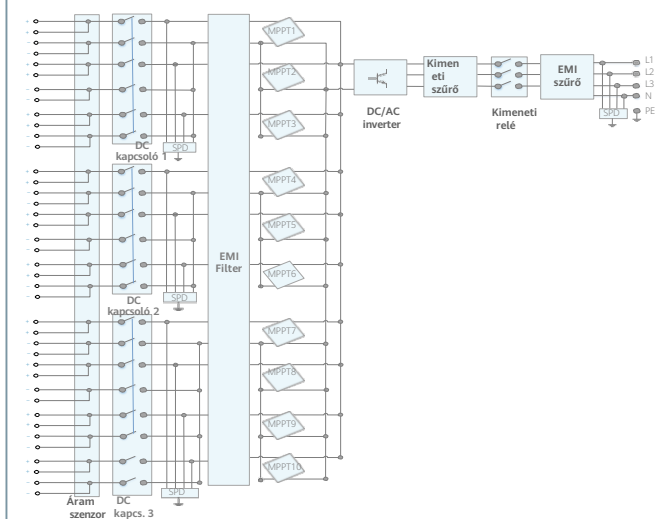 MPPT1
MPPT2
MPPT3
MPPT4
MPPT5
MPPT6
MPPT7
MPPT8
MPPT9
MPPT10
DC
kapcsoló 1
SPD
DC
kapcsoló 2
SPD
DC
kapcs. 3
SPD
Áram
szenzor
EMI
Filter
DC/AC
inverter
Kimen
eti
szűrő
Kimeneti
relé
EMI
szűrő
SPD
L1
L2
L3
N
PE